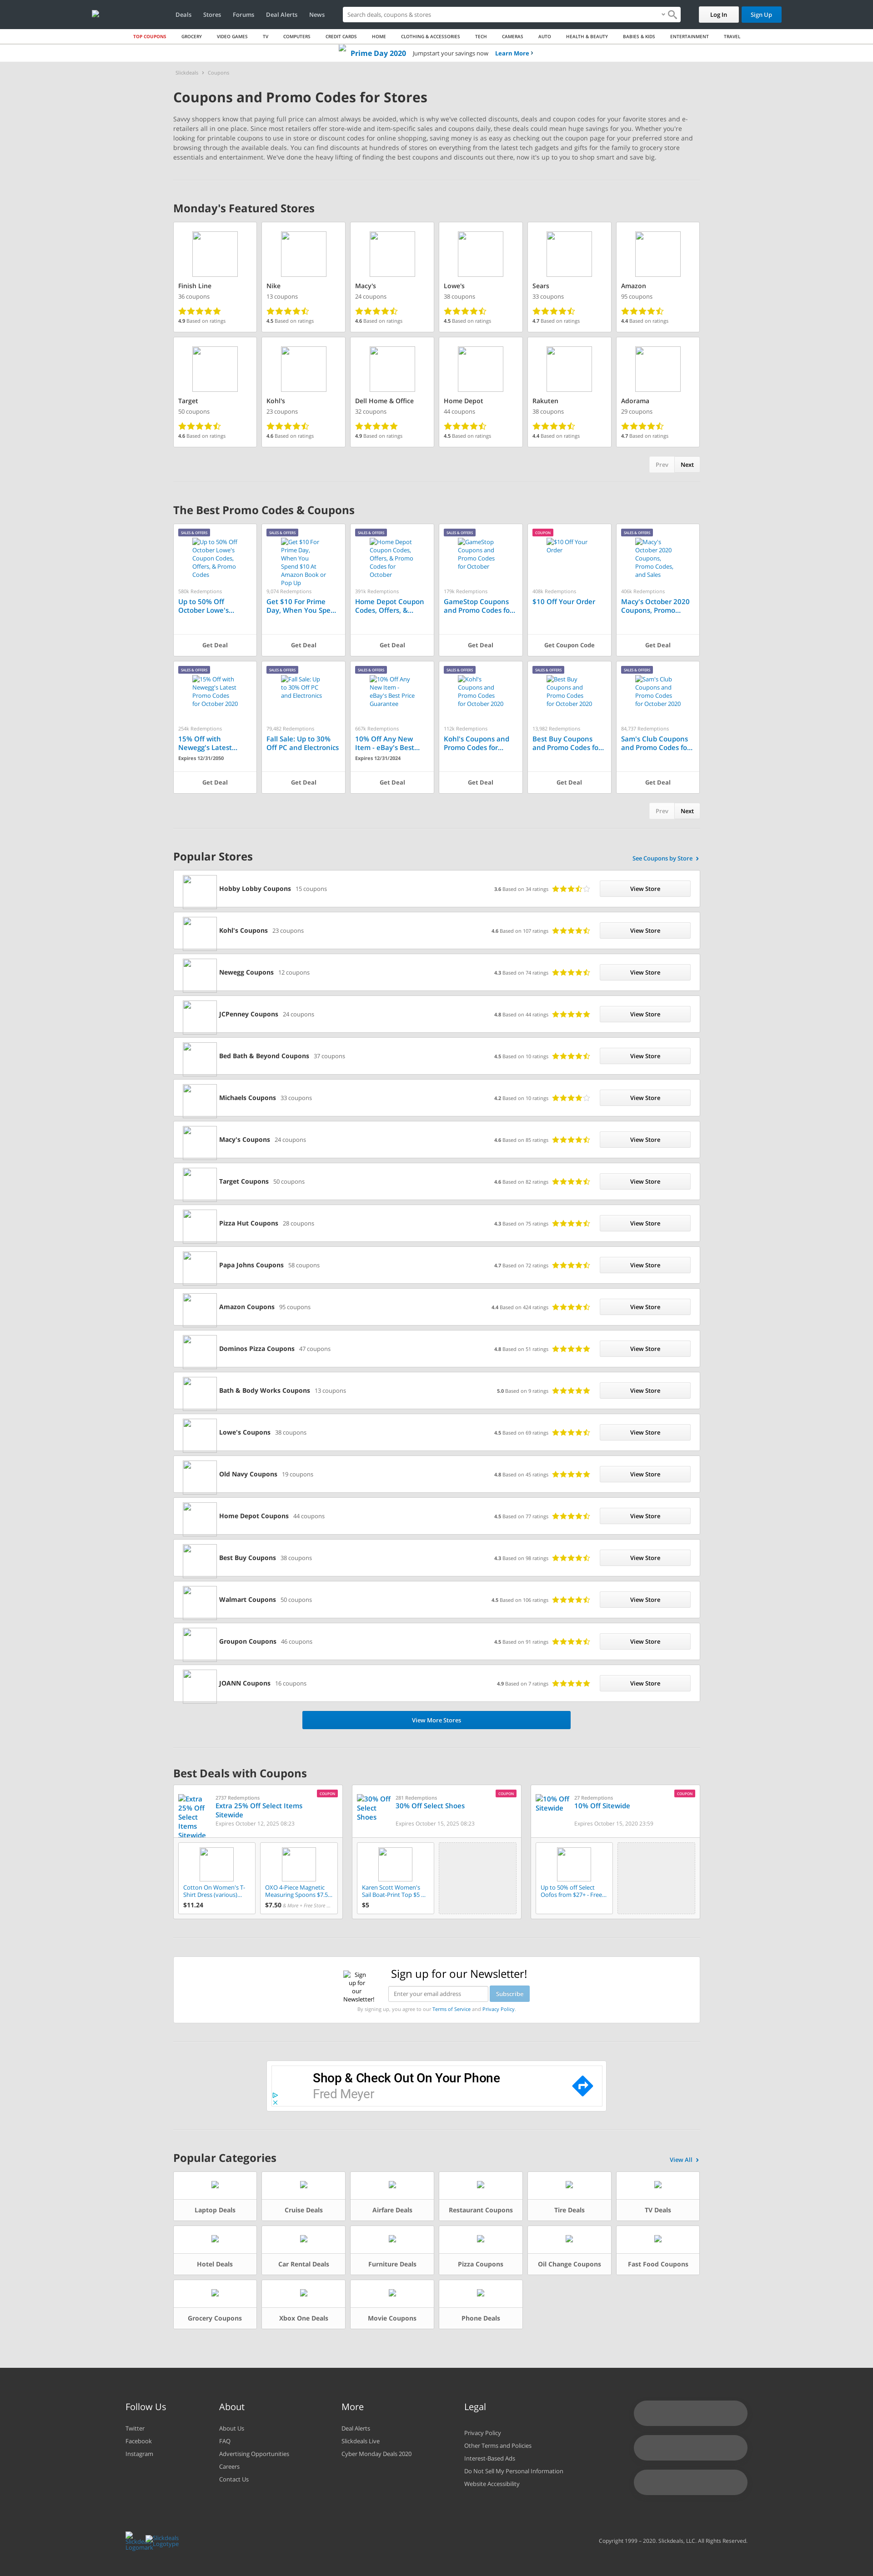 Deals Stores Forums Deal Alerts News
Search deals, coupons & stores
Log In
Sign Up
TOP COUPONS GROCERY VIDEO GAMES TV COMPUTERS CREDIT CARDS HOME CLOTHING & ACCESSORIES TECH CAMERAS AUTO HEALTH & BEAUTY BABIES & KIDS ENTERTAINMENT TRAVEL
Prime Day 2020 Jumpstart your savings now Learn More ›
Slickdeals › Coupons
Coupons and Promo Codes for Stores
Savvy shoppers know that paying full price can almost always be avoided, which is why we've collected discounts, deals and coupon codes for your favorite stores and e-
retailers all in one place. Since most retailers offer store-wide and item-specific sales and coupons daily, these deals could mean huge savings for you. Whether you're
looking for printable coupons to use in store or discount codes for online shopping, saving money is as easy as checking out the coupon page for your preferred store and
saving away. You can find discounts at hundreds of stores on everything from the latest tech gadgets and gifts for the family to grocery store
essentials and entertainment. We've done the heavy lifting of finding the best coupons and discounts out there, now it's up to you to shop smart and save big.
Monday's Featured Stores
Finish Line
36 coupons
4.9 Based on ratings
Nike
13 coupons
4.5 Based on ratings
Macy's
24 coupons
4.6 Based on ratings
Lowe's
38 coupons
4.5 Based on ratings
Sears
33 coupons
4.7 Based on ratings
Amazon
95 coupons
4.4 Based on ratings
Target
50 coupons
4.6 Based on ratings
Kohl's
23 coupons
4.6 Based on ratings
Dell Home & Office
32 coupons
4.9 Based on ratings
Home Depot
44 coupons
4.5 Based on ratings
Rakuten
38 coupons
4.4 Based on ratings
Adorama
29 coupons
4.7 Based on ratings
Prev Next
The Best Promo Codes & Coupons
SALES & OFFERS
Up to 50% Off
October Lowe's
Coupon Codes,
Offers, & Promo
Codes
580k Redemptions
Up to 50% Off
October Lowe's...
Get Deal
SALES & OFFERS
Get $10 For
Prime Day,
When You
Spend $10 At
Amazon Book or
Pop Up
9,074 Redemptions
Get $10 For Prime
Day, When You Spe...
Get Deal
SALES & OFFERS
Home Depot
Coupon Codes,
Offers, & Promo
Codes for
October
391k Redemptions
Home Depot Coupon
Codes, Offers, &...
Get Deal
SALES & OFFERS
GameStop
Coupons and
Promo Codes
for October
179k Redemptions
GameStop Coupons
and Promo Codes fo...
Get Deal
COUPON
$10 Off Your
Order
408k Redemptions
$10 Off Your Order
Get Coupon Code
SALES & OFFERS
Macy's
October 2020
Coupons,
Promo Codes,
and Sales
406k Redemptions
Macy's October 2020
Coupons, Promo...
Get Deal
SALES & OFFERS
15% Off with
Newegg's Latest
Promo Codes
for October 2020
254k Redemptions
15% Off with
Newegg's Latest...
Expires 12/31/2050
Get Deal
SALES & OFFERS
Fall Sale: Up
to 30% Off PC
and Electronics
79,482 Redemptions
Fall Sale: Up to 30%
Off PC and Electronics
Get Deal
SALES & OFFERS
10% Off Any
New Item -
eBay's Best Price
Guarantee
667k Redemptions
10% Off Any New
Item - eBay's Best...
Expires 12/31/2024
Get Deal
SALES & OFFERS
Kohl's
Coupons and
Promo Codes
for October 2020
112k Redemptions
Kohl's Coupons and
Promo Codes for...
Get Deal
SALES & OFFERS
Best Buy
Coupons and
Promo Codes
for October 2020
13,982 Redemptions
Best Buy Coupons
and Promo Codes fo...
Get Deal
SALES & OFFERS
Sam's Club
Coupons and
Promo Codes
for October 2020
84,737 Redemptions
Sam's Club Coupons
and Promo Codes fo...
Get Deal
Prev Next
Popular Stores
See Coupons by Store ›
Hobby Lobby Coupons 15 coupons 3.6 Based on 34 ratings View Store
Kohl's Coupons 23 coupons 4.6 Based on 107 ratings View Store
Newegg Coupons 12 coupons 4.3 Based on 74 ratings View Store
JCPenney Coupons 24 coupons 4.8 Based on 44 ratings View Store
Bed Bath & Beyond Coupons 37 coupons 4.5 Based on 10 ratings View Store
Michaels Coupons 33 coupons 4.2 Based on 10 ratings View Store
Macy's Coupons 24 coupons 4.6 Based on 85 ratings View Store
Target Coupons 50 coupons 4.6 Based on 82 ratings View Store
Pizza Hut Coupons 28 coupons 4.3 Based on 75 ratings View Store
Papa Johns Coupons 58 coupons 4.7 Based on 72 ratings View Store
Amazon Coupons 95 coupons 4.4 Based on 424 ratings View Store
Dominos Pizza Coupons 47 coupons 4.8 Based on 51 ratings View Store
Bath & Body Works Coupons 13 coupons 5.0 Based on 9 ratings View Store
Lowe's Coupons 38 coupons 4.5 Based on 69 ratings View Store
Old Navy Coupons 19 coupons 4.8 Based on 45 ratings View Store
Home Depot Coupons 44 coupons 4.5 Based on 77 ratings View Store
Best Buy Coupons 38 coupons 4.3 Based on 98 ratings View Store
Walmart Coupons 50 coupons 4.5 Based on 106 ratings View Store
Groupon Coupons 46 coupons 4.5 Based on 91 ratings View Store
JOANN Coupons 16 coupons 4.9 Based on 7 ratings View Store
View More Stores
Best Deals with Coupons
COUPON
Extra
25% Off
Select
Items
Sitewide
2737 Redemptions
Extra 25% Off Select Items
Sitewide
Expires October 12, 2025 08:23
Cotton On Women's T-
Shirt Dress (various)...
$11.24
OXO 4-Piece Magnetic
Measuring Spoons $7.5...
$7.50 & More + Free Store ...
COUPON
30% Off
Select
Shoes
281 Redemptions
30% Off Select Shoes
Expires October 15, 2025 08:23
Karen Scott Women's
Sail Boat-Print Top $5 ...
$5
COUPON
10% Off
Sitewide
27 Redemptions
10% Off Sitewide
Expires October 15, 2020 23:59
Up to 50% off Select
Oofos from $27+ - Free...
Sign
up for
our
Newsletter!
Sign up for our Newsletter!
Enter your email address
Subscribe
By signing up, you agree to our Terms of Service and Privacy Policy.
Shop & Check Out On Your Phone
Fred Meyer
Popular Categories
View All ›
Laptop Deals
Cruise Deals
Airfare Deals
Restaurant Coupons
Tire Deals
TV Deals
Hotel Deals
Car Rental Deals
Furniture Deals
Pizza Coupons
Oil Change Coupons
Fast Food Coupons
Grocery Coupons
Xbox One Deals
Movie Coupons
Phone Deals
Follow Us
Twitter
Facebook
Instagram
About
About Us
FAQ
Advertising Opportunities
Careers
Contact Us
More
Deal Alerts
Slickdeals Live
Cyber Monday Deals 2020
Legal
Privacy Policy
Other Terms and Policies
Interest-Based Ads
Do Not Sell My Personal Information
Website Accessibility
Slickdeals
Logotype
Copyright 1999 – 2020. Slickdeals, LLC. All Rights Reserved.